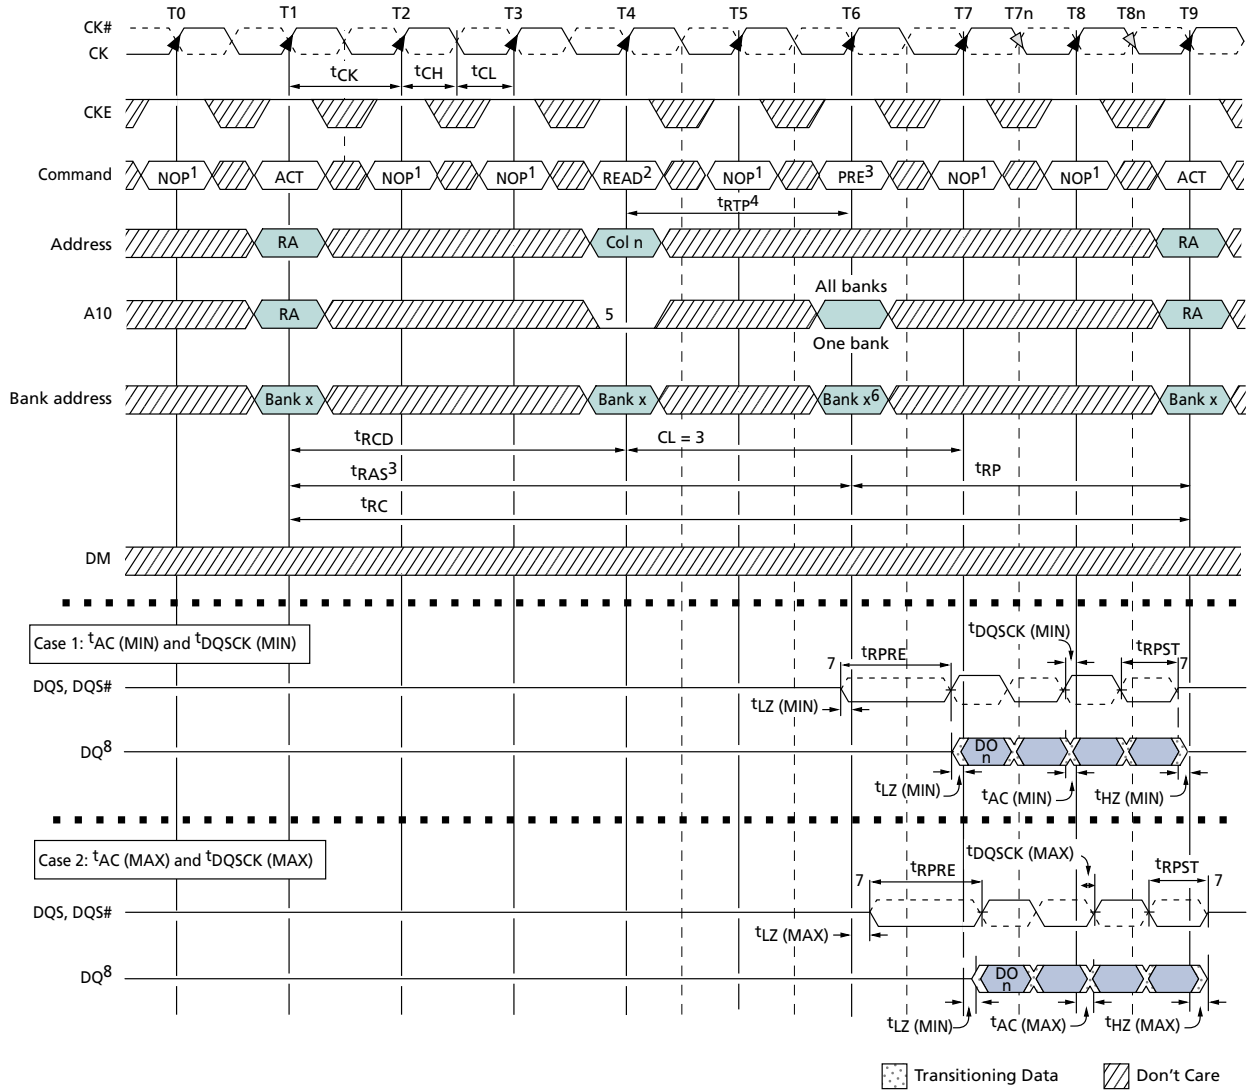 T0 T1 T2 T3 T4 T5 T6 T7 T7n T8 T8n T9
CK#
CK
tCK tCH tCL
CKE
Command NOP1 ACT NOP1 NOP1 READ2 NOP1 PRE3 NOP1 NOP1 ACT
tRTP4
Address RA Col n RA
All banks
A10 RA 5 RA
One bank
Bank address Bank x Bank x Bank x6 Bank x
tRCD CL = 3
tRAS3 tRP
tRC
DM
Case 1: tAC (MIN) and tDQSCK (MIN)
tDQSCK (MIN)
7 tRPRE tRPST 7
DQS, DQS#
tLZ (MIN)
DQ8 DO
n
tLZ (MIN) tAC (MIN) tHZ (MIN)
Case 2: tAC (MAX) and tDQSCK (MAX)
tDQSCK (MAX)
7 tRPRE tRPST 7
DQS, DQS#
tLZ (MAX)
DQ8 DO
n
tLZ (MIN) tAC (MAX) tHZ (MAX)
Transitioning Data Don't Care